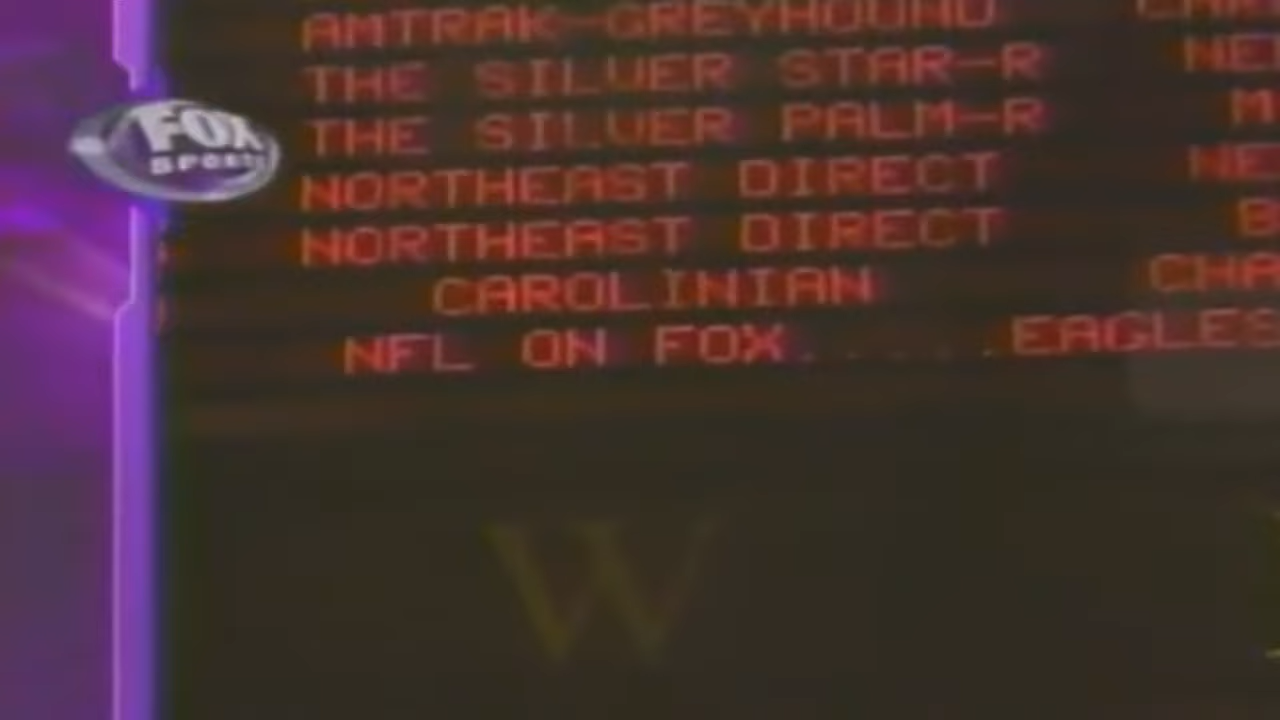 AMTRAK-GREYHOUND
THE SILVER STAR-R
THE SILVER PALM-R
NORTHEAST DIRECT
NORTHEAST DIRECT
CAROLINIAN
NFL ON FOX......EAGLES
FOX
SPORTS
W